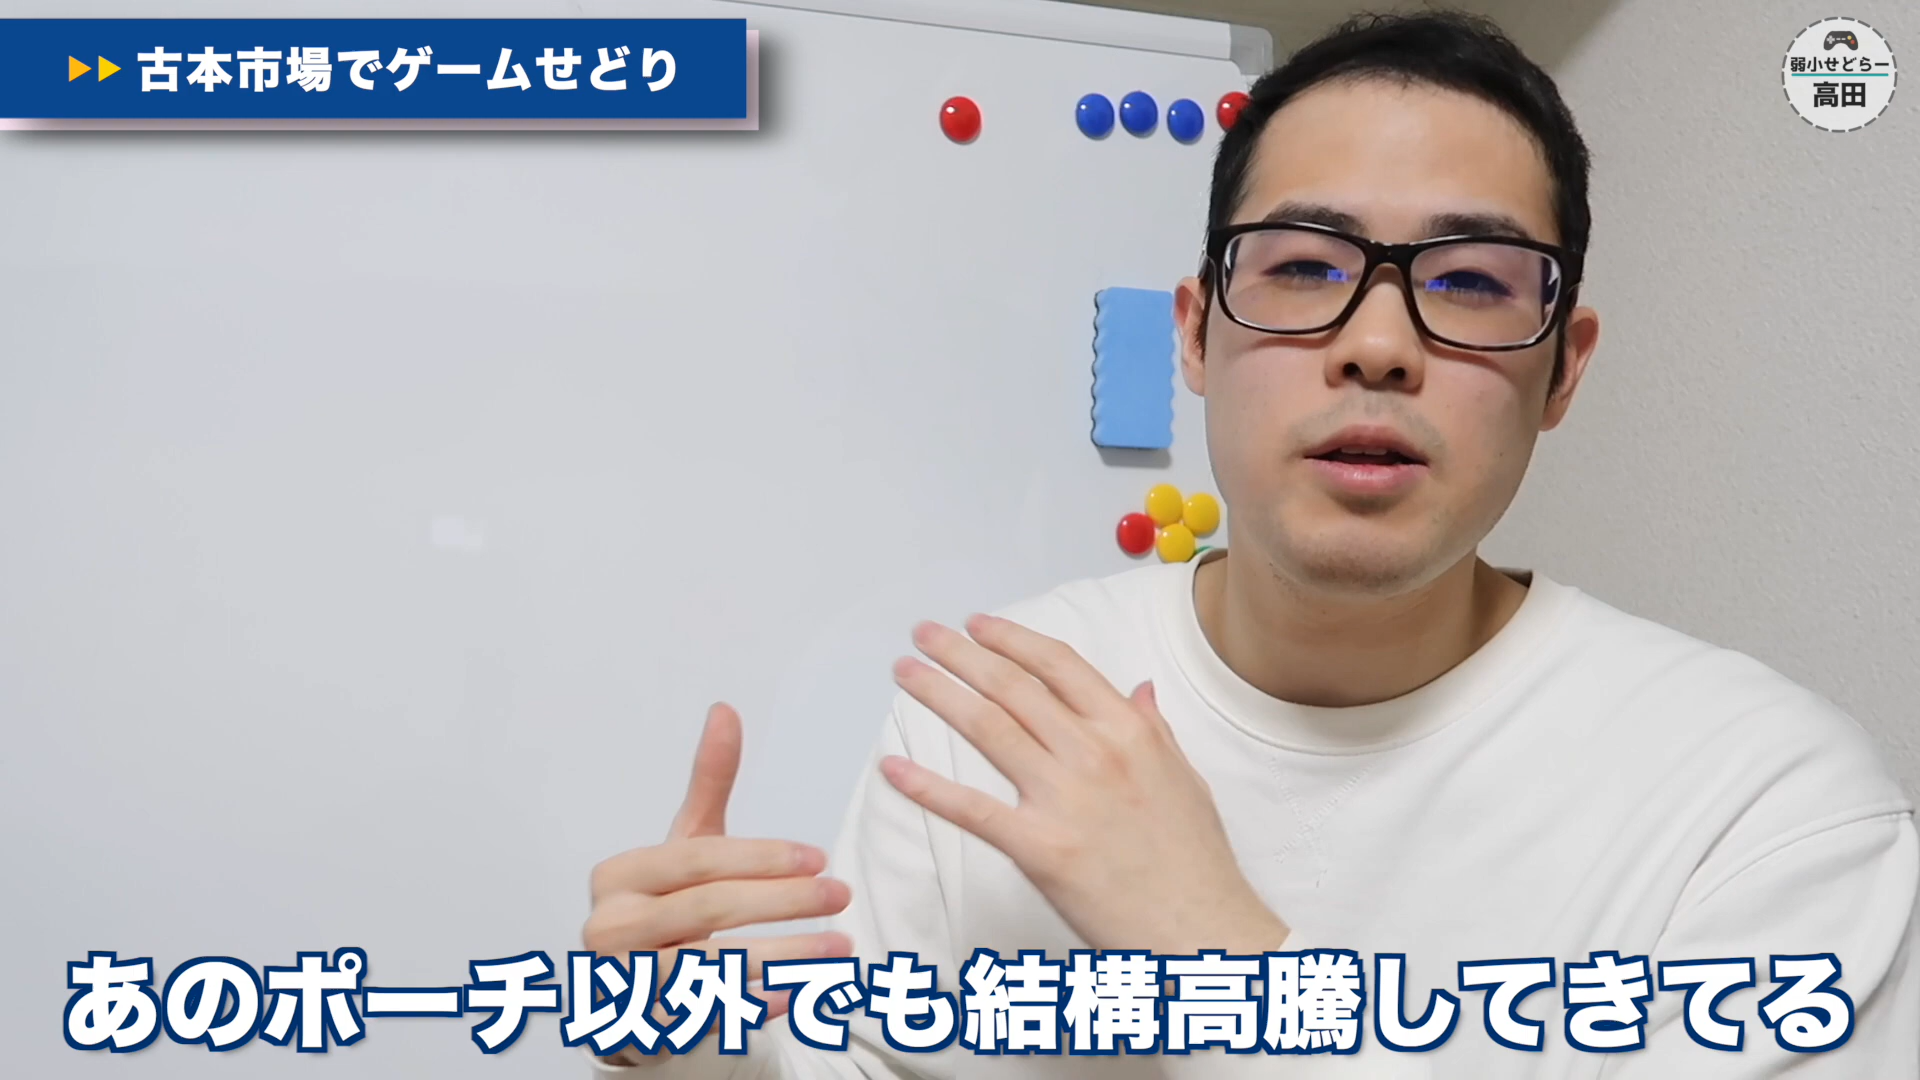 古本市場でゲームせどり
弱小せどらー
高田
あのポーチ以外でも結構高騰してきてる